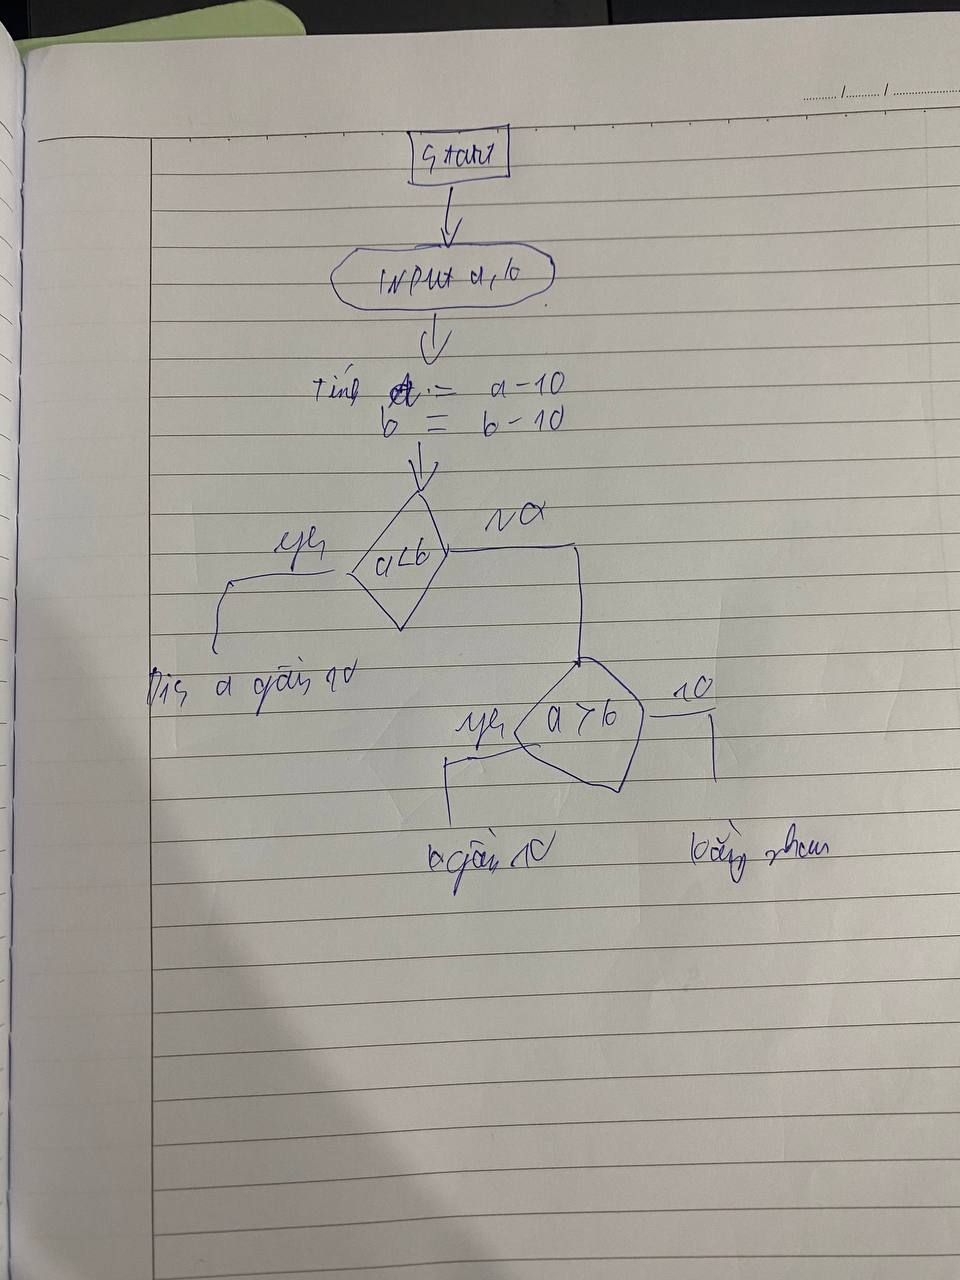 Start
INPUT a, b
Tính a = a - 10
b = b - 10
a < b
yes
No
Dis a gần 10
a > b
yes
no
b gần 10
bằng nhau